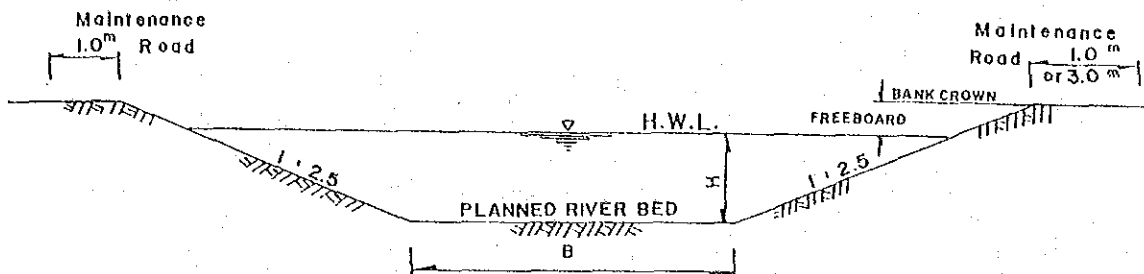 Maintenance
1.0 m Road
Maintenance
Road 1.0 m
or 3.0 m
BANK CROWN
H.W.L.
FREEBOARD
1 : 2.5
H
1 : 2.5
PLANNED RIVER BED
B